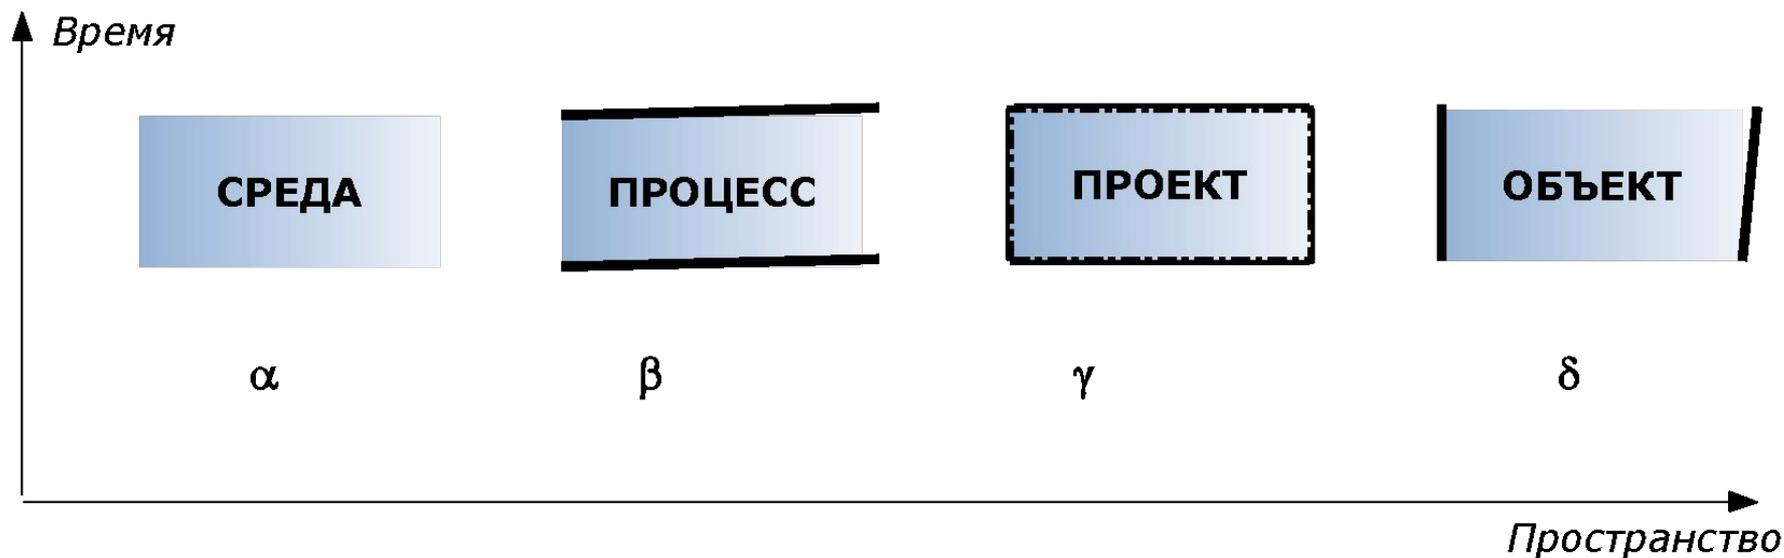 Время
СРЕДА
ПРОЦЕСС
ПРОЕКТ
ОБЪЕКТ
α
β
γ
δ
Пространство